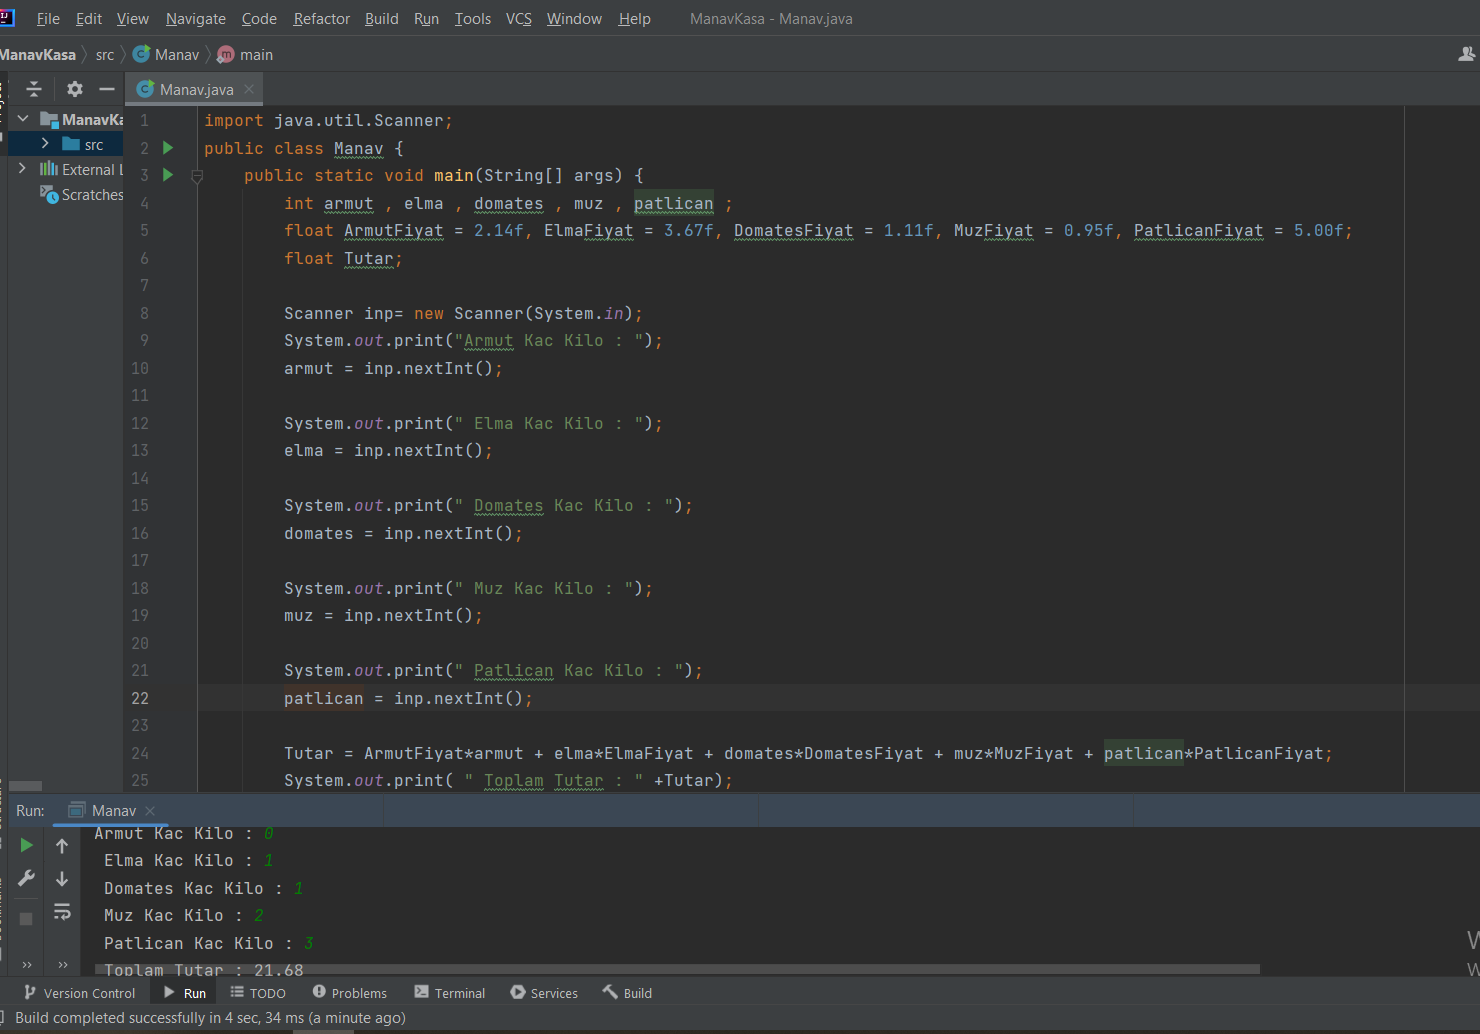 File Edit View Navigate Code Refactor Build Run Tools VCS Window Help ManavKasa - Manav.java
ManavKasa src Manav main
Manav.java
ManavKa
src
External L
Scratches
1 import java.util.Scanner;
2 public class Manav {
3 public static void main(String[] args) {
4 int armut , elma , domates , muz , patlican ;
5 float ArmutFiyat = 2.14f, ElmaFiyat = 3.67f, DomatesFiyat = 1.11f, MuzFiyat = 0.95f, PatlicanFiyat = 5.00f;
6 float Tutar;
7
8 Scanner inp= new Scanner(System.in);
9 System.out.print("Armut Kac Kilo : ");
10 armut = inp.nextInt();
11
12 System.out.print(" Elma Kac Kilo : ");
13 elma = inp.nextInt();
14
15 System.out.print(" Domates Kac Kilo : ");
16 domates = inp.nextInt();
17
18 System.out.print(" Muz Kac Kilo : ");
19 muz = inp.nextInt();
20
21 System.out.print(" Patlican Kac Kilo : ");
22 patlican = inp.nextInt();
23
24 Tutar = ArmutFiyat*armut + elma*ElmaFiyat + domates*DomatesFiyat + muz*MuzFiyat + patlican*PatlicanFiyat;
25 System.out.print( " Toplam Tutar : " +Tutar);
Run: Manav
Armut Kac Kilo : 0
Elma Kac Kilo : 1
Domates Kac Kilo : 1
Muz Kac Kilo : 2
Patlican Kac Kilo : 3
Toplam Tutar : 21.68
Version Control Run TODO Problems Terminal Services Build
Build completed successfully in 4 sec, 34 ms (a minute ago)